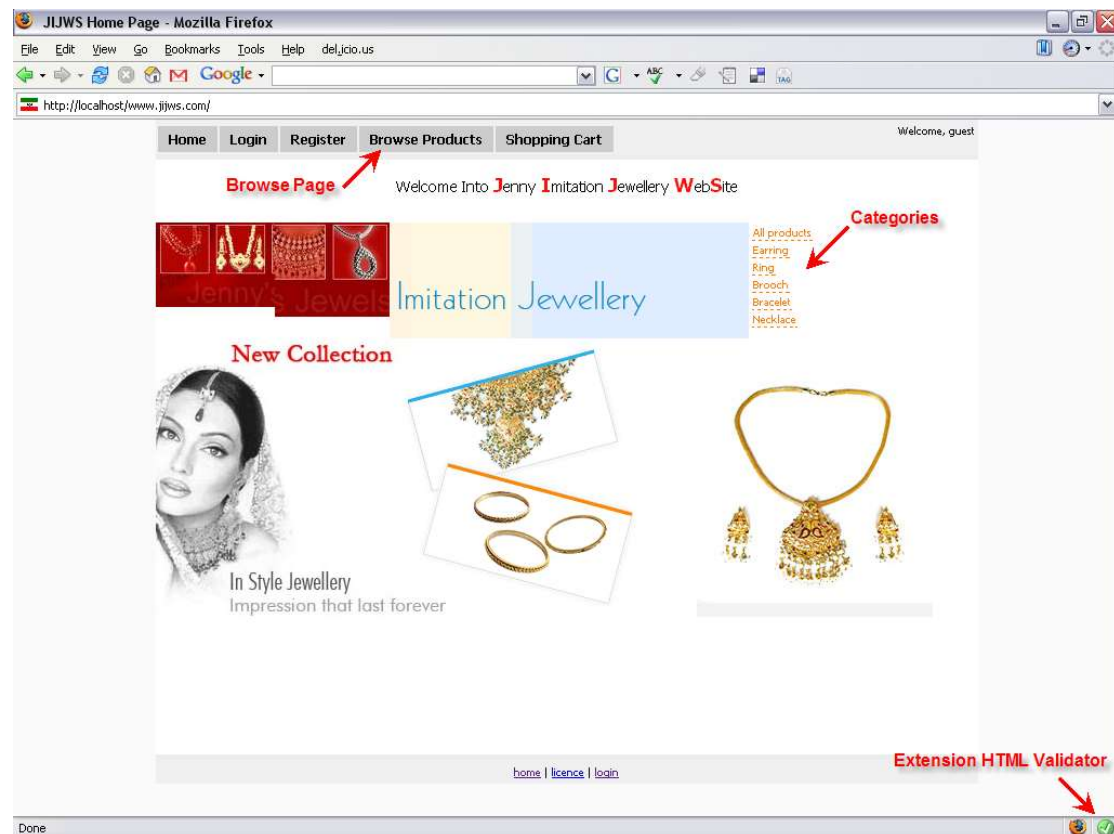 JIJWS Home Page - Mozilla Firefox
File Edit View Go Bookmarks Tools Help del.icio.us
Google
G ABC TAG
http://localhost/www.jijws.com/
Home Login Register Browse Products Shopping Cart
Welcome, guest
Browse Page
Welcome Into Jenny Imitation Jewellery WebSite
Categories
Jenny's Jewels
Imitation Jewellery
All products
Earring
Ring
Brooch
Bracelet
Necklace
New Collection
In Style Jewellery
Impression that last forever
Extension HTML Validator
home | licence | login
Done